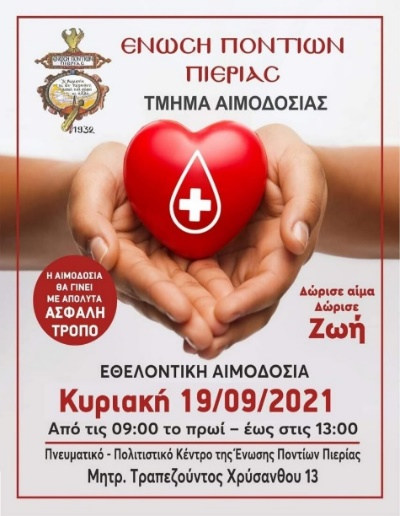 ΕΝΩΣΗ ΠΟΝΤΙΩΝ
ΠΙΕΡΙΑΣ
ΤΜΗΜΑ ΑΙΜΟΔΟΣΙΑΣ
1932
Η ΑΙΜΟΔΟΣΙΑ
ΘΑ ΓΙΝΕΙ
ΜΕ ΑΠΟΛΥΤΑ
ΑΣΦΑΛΗ
ΤΡΟΠΟ
Δώρισε αίμα
Δώρισε
Ζωή
ΕΘΕΛΟΝΤΙΚΗ ΑΙΜΟΔΟΣΙΑ
Κυριακή 19/09/2021
Από τις 09:00 το πρωί – έως στις 13:00
Πνευματικό - Πολιτιστικό Κέντρο της Ένωσης Ποντίων Πιερίας
Μητρ. Τραπεζούντος Χρύσανθου 13